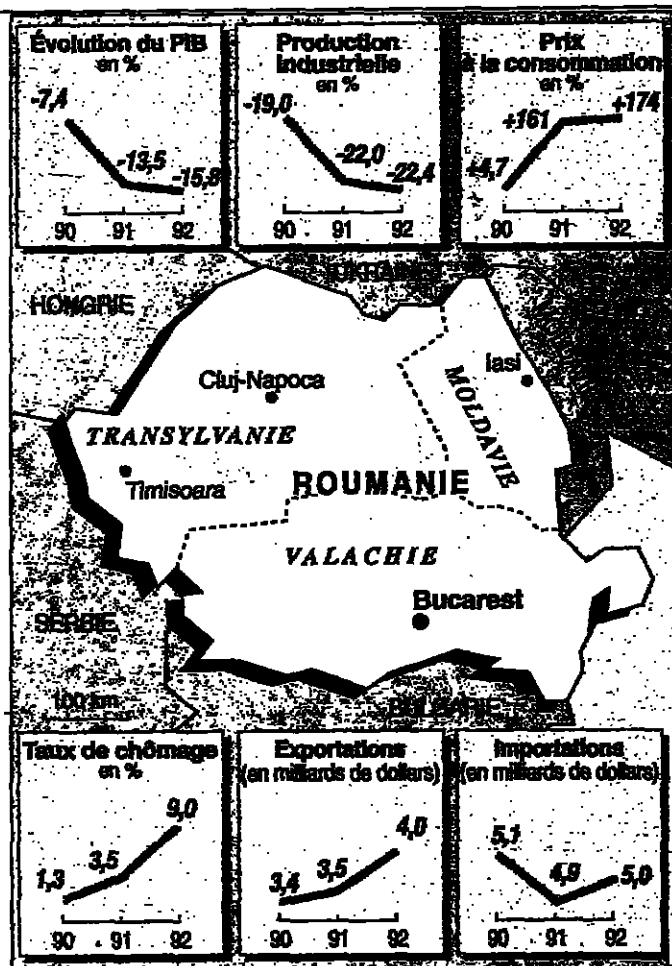 Évolution du PIB
en %
-7,4
-13,5
-15,8
90 91 92
Production
industrielle
en %
-19,0
-22,0
-22,4
90 91 92
Prix
à la consommation
en %
+4,7
+161
+174
90 91 92
UKRAINE
HONGRIE
Iasi
Cluj-Napoca
MOLDAVIE
TRANSYLVANIE
Timisoara
ROUMANIE
VALACHIE
Bucarest
SERBIE
100 km
BULGARIE
Taux de chômage
en %
1,3
3,5
9,0
90 91 92
Exportations
(en milliards de dollars)
3,4
3,5
4,0
90 91 92
Importations
(en milliards de dollars)
5,1
4,9
5,0
90 91 92